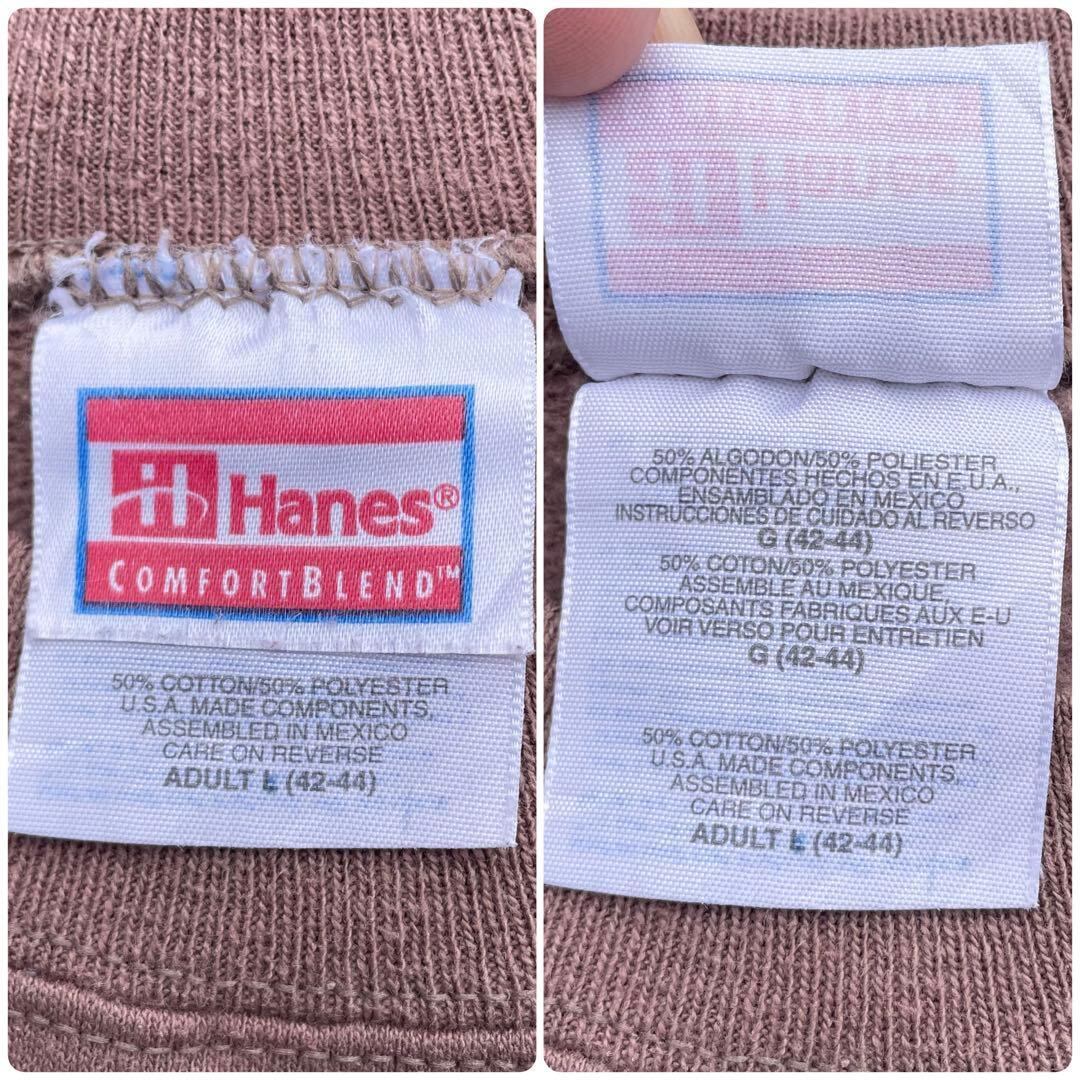 Hanes®
COMFORTBLEND™
50% COTTON/50% POLYESTER
U.S.A. MADE COMPONENTS,
ASSEMBLED IN MEXICO
CARE ON REVERSE
ADULT L (42-44)
Hanes
50% ALGODON/50% POLIESTER
COMPONENTES HECHOS EN E.U.A.,
ENSAMBLADO EN MEXICO
INSTRUCCIONES DE CUIDADO AL REVERSO
G (42-44)
50% COTON/50% POLYESTER
ASSEMBLE AU MEXIQUE,
COMPOSANTS FABRIQUES AUX E-U
VOIR VERSO POUR ENTRETIEN
G (42-44)
50% COTTON/50% POLYESTER
U.S.A. MADE COMPONENTS,
ASSEMBLED IN MEXICO
CARE ON REVERSE
ADULT L (42-44)